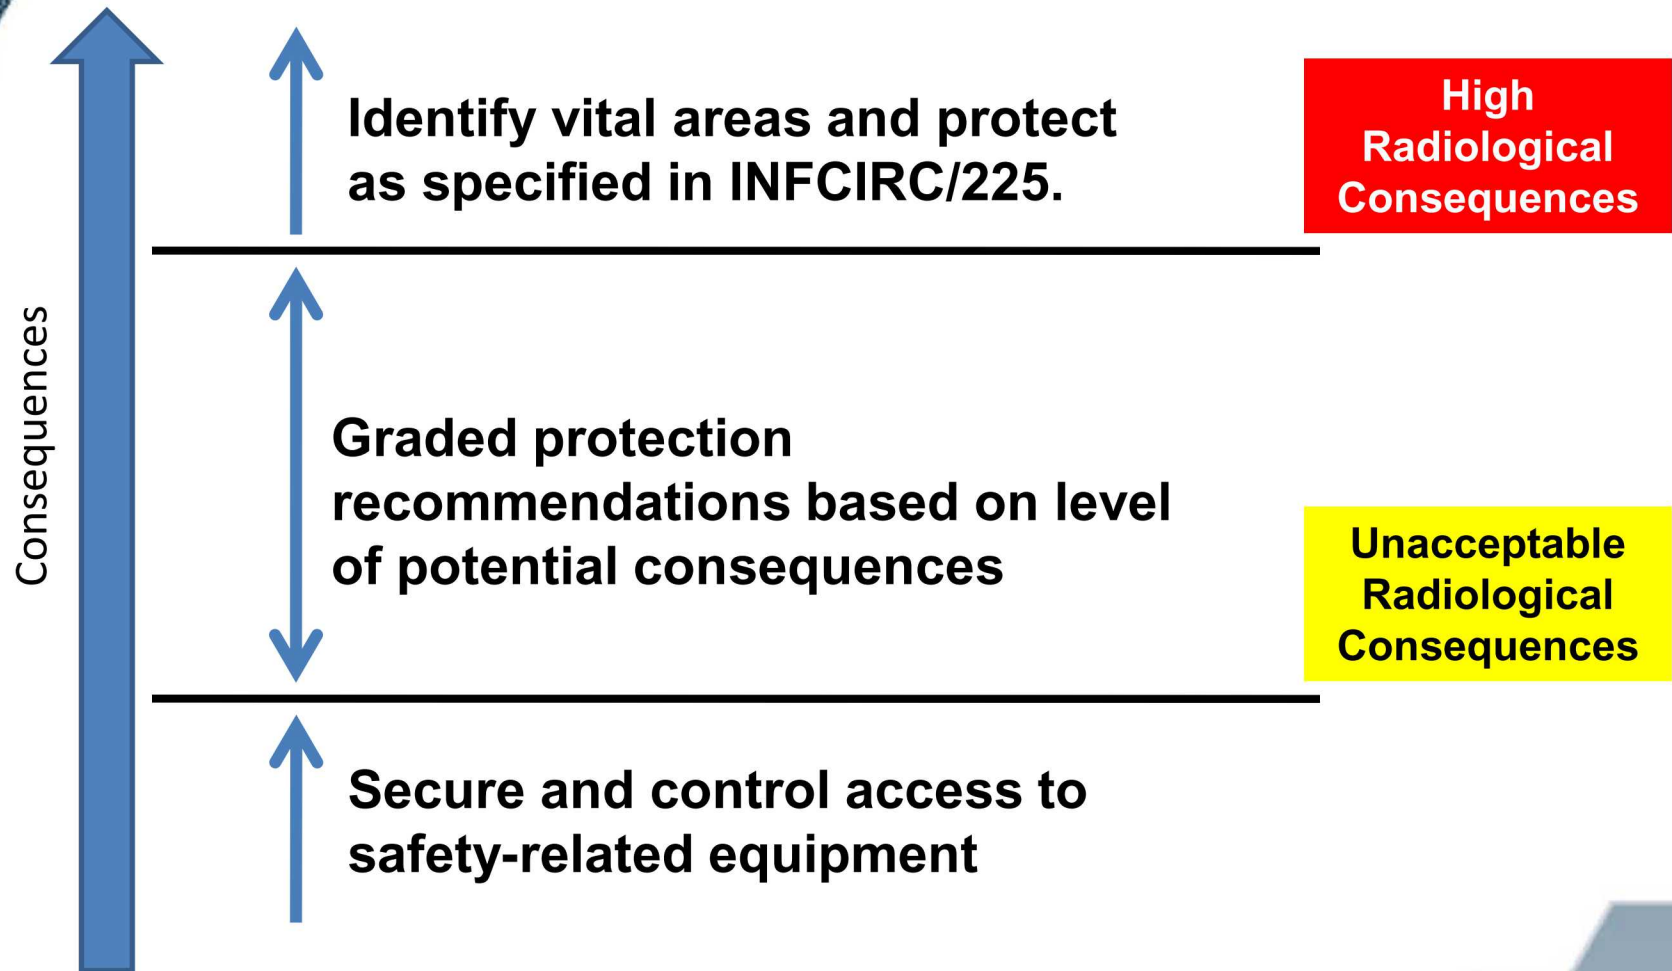 Consequences
Identify vital areas and protect
as specified in INFCIRC/225.
High
Radiological
Consequences
Graded protection
recommendations based on level
of potential consequences
Unacceptable
Radiological
Consequences
Secure and control access to
safety-related equipment